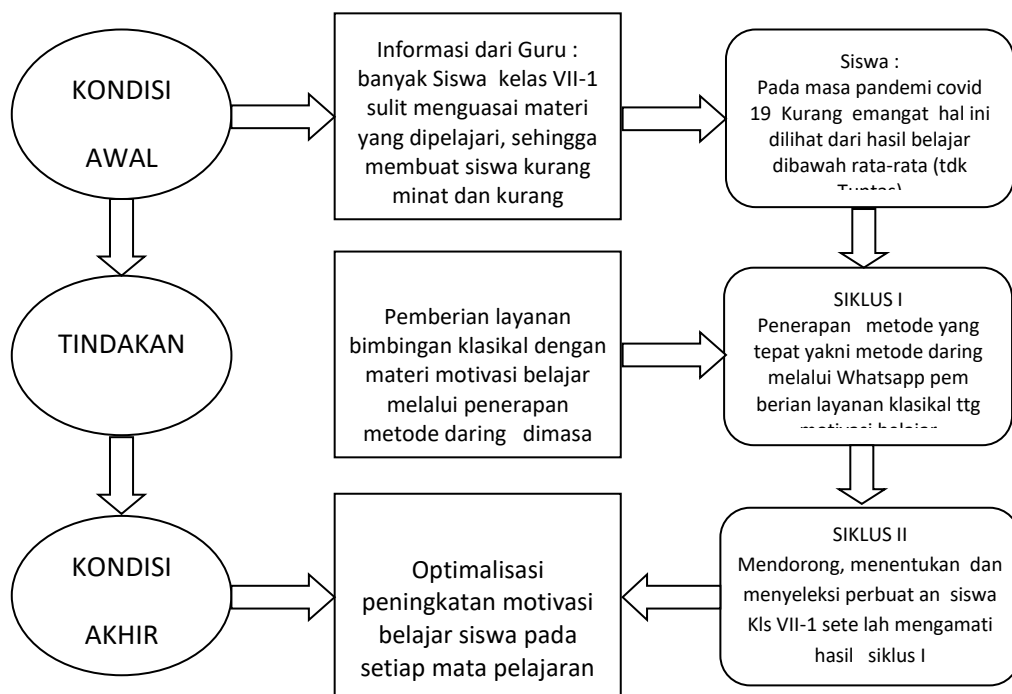 KONDISI
AWAL
Informasi dari Guru :
banyak Siswa kelas VII-1
sulit menguasai materi
yang dipelajari, sehingga
membuat siswa kurang
minat dan kurang
Siswa :
Pada masa pandemi covid
19 Kurang emangat hal ini
dilihat dari hasil belajar
dibawah rata-rata (tdk
TINDAKAN
Pemberian layanan
bimbingan klasikal dengan
materi motivasi belajar
melalui penerapan
metode daring dimasa
SIKLUS I
Penerapan metode yang
tepat yakni metode daring
melalui Whatsapp pem
berian layanan klasikal ttg
motivasi belajar
KONDISI
AKHIR
Optimalisasi
peningkatan motivasi
belajar siswa pada
setiap mata pelajaran
SIKLUS II
Mendorong, menentukan dan
menyeleksi perbuat an siswa
Kls VII-1 sete lah mengamati
hasil siklus I